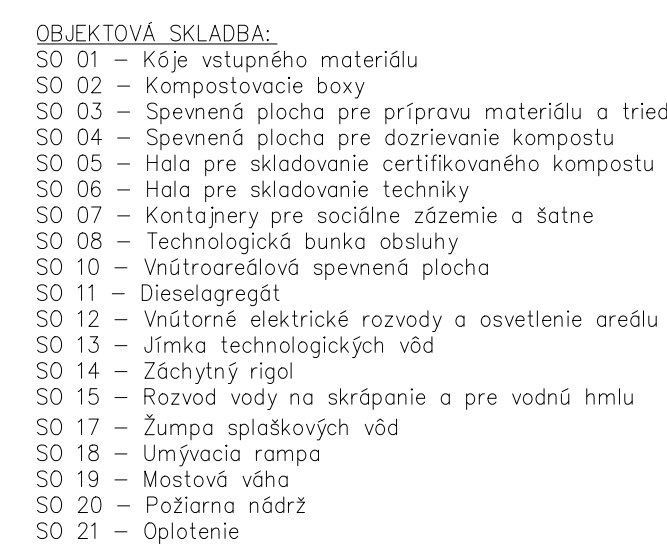 OBJEKTOVÁ SKLADBA:
SO 01 – Kóje vstupného materiálu
SO 02 – Kompostovacie boxy
SO 03 – Spevnená plocha pre prípravu materiálu a tried
SO 04 – Spevnená plocha pre dozrievanie kompostu
SO 05 – Hala pre skladovanie certifikovaného kompostu
SO 06 – Hala pre skladovanie techniky
SO 07 – Kontajnery pre sociálne zázemie a šatne
SO 08 – Technologická bunka obsluhy
SO 10 – Vnútroareálová spevnená plocha
SO 11 – Dieselagregát
SO 12 – Vnútorné elektrické rozvody a osvetlenie areálu
SO 13 – Jímka technologických vôd
SO 14 – Záchytný rigol
SO 15 – Rozvod vody na skrápanie a pre vodnú hmlu
SO 17 – Žumpa splaškových vôd
SO 18 – Umývacia rampa
SO 19 – Mostová váha
SO 20 – Požiarna nádrž
SO 21 – Oplotenie